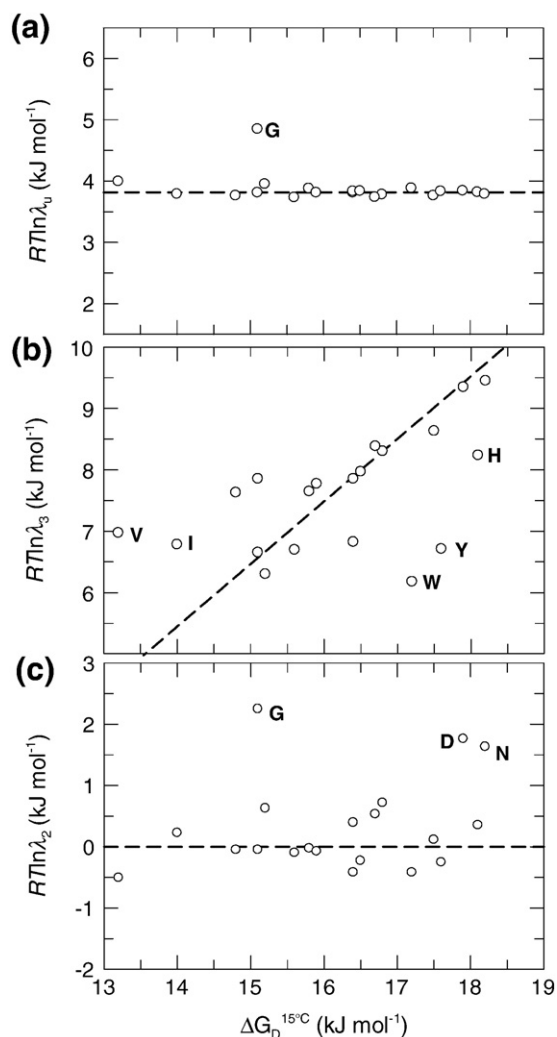 (a)
6
5
4
3
2
RTlnλu (kJ mol-1)
G
(b)
10
9
8
7
6
RTlnλ3 (kJ mol-1)
V
I
H
Y
W
(c)
3
2
1
0
-1
-2
RTlnλ2 (kJ mol-1)
G
D
N
13 14 15 16 17 18 19
ΔGD15°C (kJ mol-1)